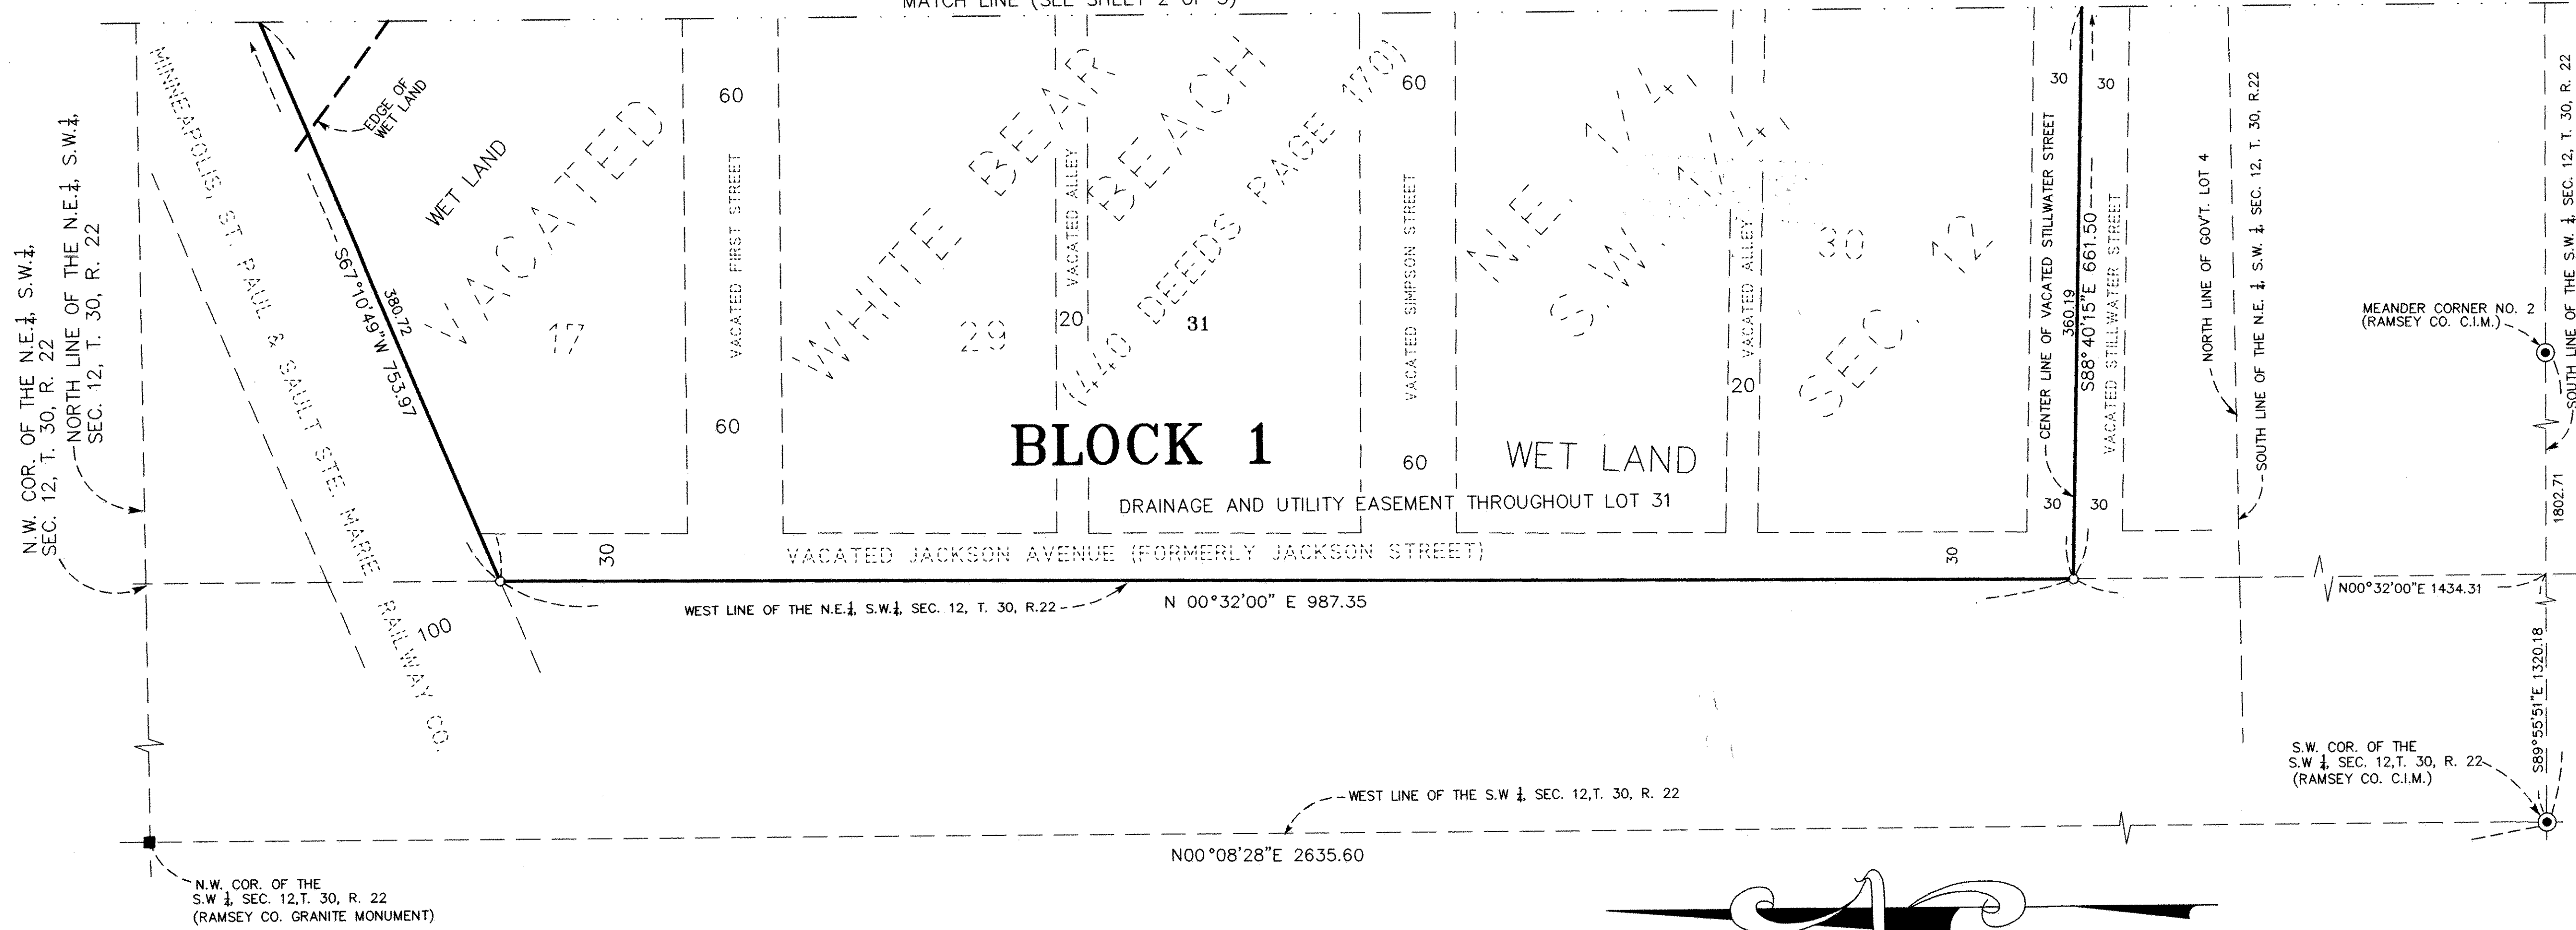 MATCH LINE (SEE SHEET 2 OF 3)
N.W. COR. OF THE N.E.¼, S.W.¼,
SEC. 12, T. 30, R. 22
NORTH LINE OF THE N.E.¼, S.W.¼,
SEC. 12, T. 30, R. 22
MINNEAPOLIS, ST. PAUL & SAULT STE. MARIE RAILWAY CO.
100
EDGE OF
WET LAND
WET LAND
S67°10'49"W 753.97
380.72
VACATED
17
60
VACATED FIRST STREET
60
WHITE BEAR
BEACH
(440 DEEDS PAGE 170)
29
VACATED ALLEY
20
31
60
VACATED SIMPSON STREET
60
N.E. 1/4
S.W. 1/4
SEC. 12
30
VACATED ALLEY
20
BLOCK 1
WET LAND
DRAINAGE AND UTILITY EASEMENT THROUGHOUT LOT 31
30
VACATED JACKSON AVENUE (FORMERLY JACKSON STREET)
30
WEST LINE OF THE N.E.¼, S.W.¼, SEC. 12, T. 30, R.22
N 00°32'00" E 987.35
30
30
CENTER LINE OF VACATED STILLWATER STREET
360.19
S88°40'15"E 661.50
VACATED STILLWATER STREET
30
30
NORTH LINE OF GOV'T. LOT 4
SOUTH LINE OF THE N.E. ¼, S.W. ¼, SEC. 12, T. 30, R.22
MEANDER CORNER NO. 2
(RAMSEY CO. C.I.M.)
SOUTH LINE OF THE S.W. ¼, SEC. 12, T. 30, R. 22
1802.71
N00°32'00"E 1434.31
S89°55'51"E 1320.18
S.W. COR. OF THE
S.W ¼, SEC. 12,T. 30, R. 22
(RAMSEY CO. C.I.M.)
WEST LINE OF THE S.W ¼, SEC. 12,T. 30, R. 22
N00°08'28"E 2635.60
N.W. COR. OF THE
S.W ¼, SEC. 12,T. 30, R. 22
(RAMSEY CO. GRANITE MONUMENT)